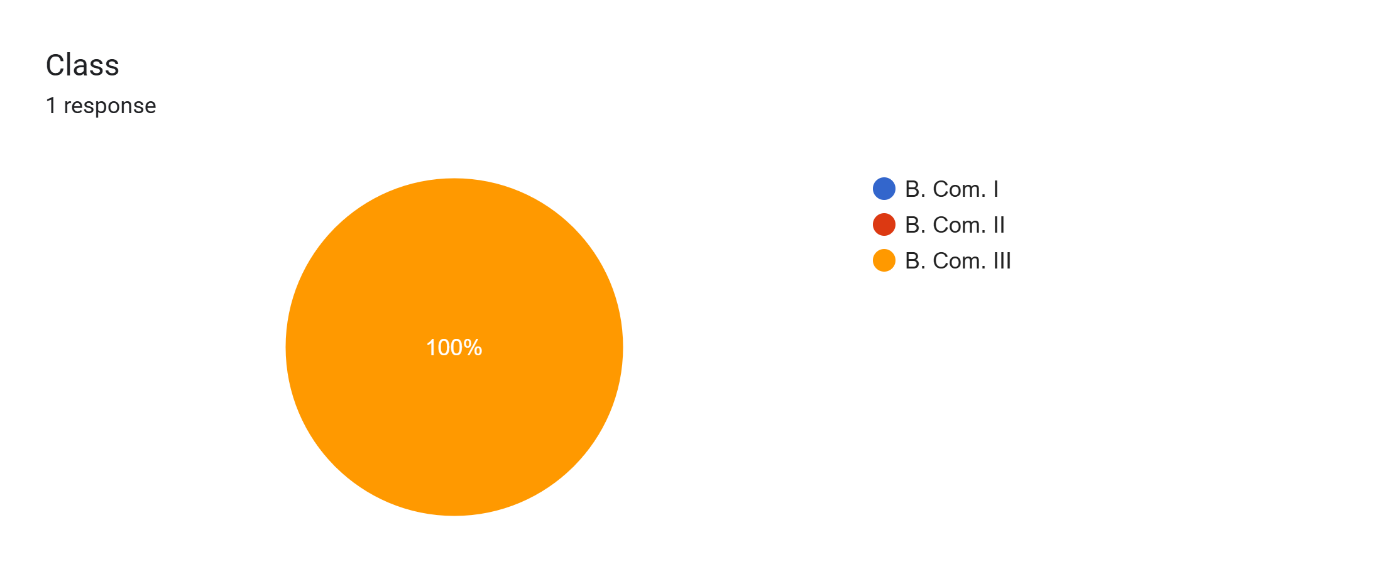 Class
1 response
100%
B. Com. I
B. Com. II
B. Com. III